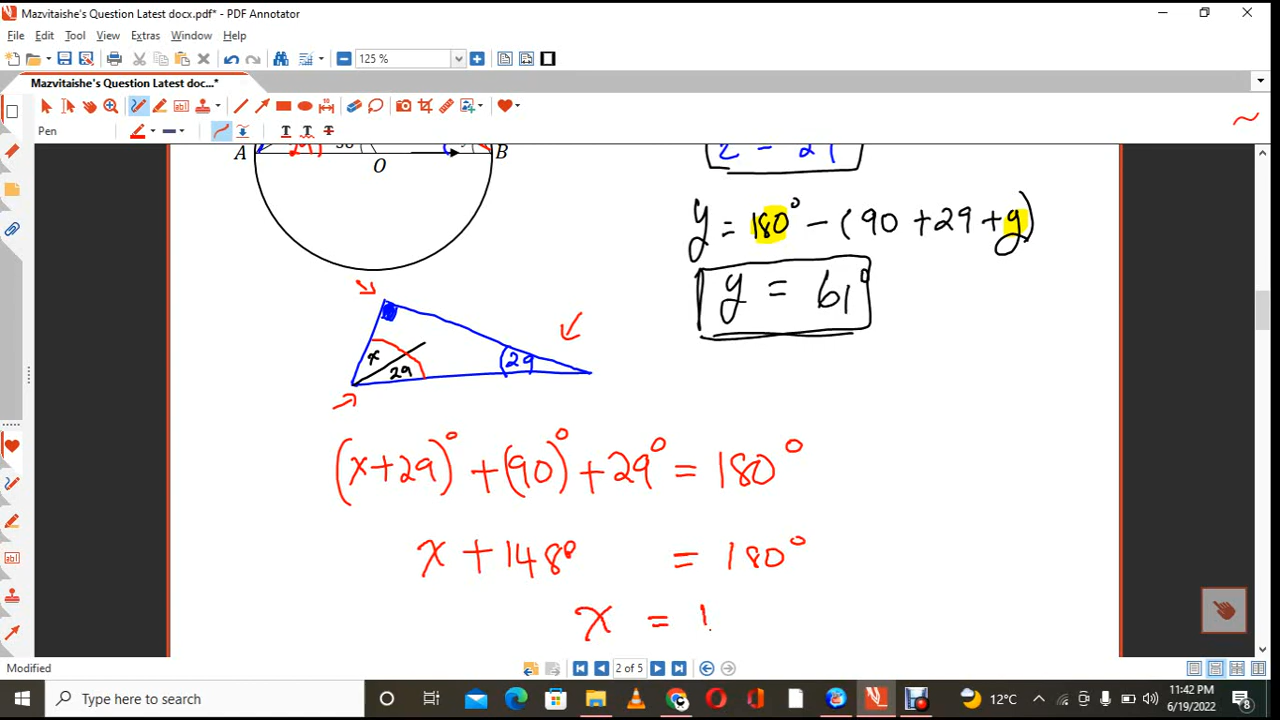 Mazvitaishe's Question Latest docx.pdf* - PDF Annotator
File Edit Tool View Extras Window Help
125 %
Mazvitaishe's Question Latest doc...*
Pen T T T
A 29 O B
y = 180° - (90 + 29 + y)
y = 61°
x 29 29
(x+29)° + (90)° + 29° = 180°
x + 148° = 180°
x = 1
Modified 2 of 5
Type here to search 12°C 11:42 PM 6/19/2022 8